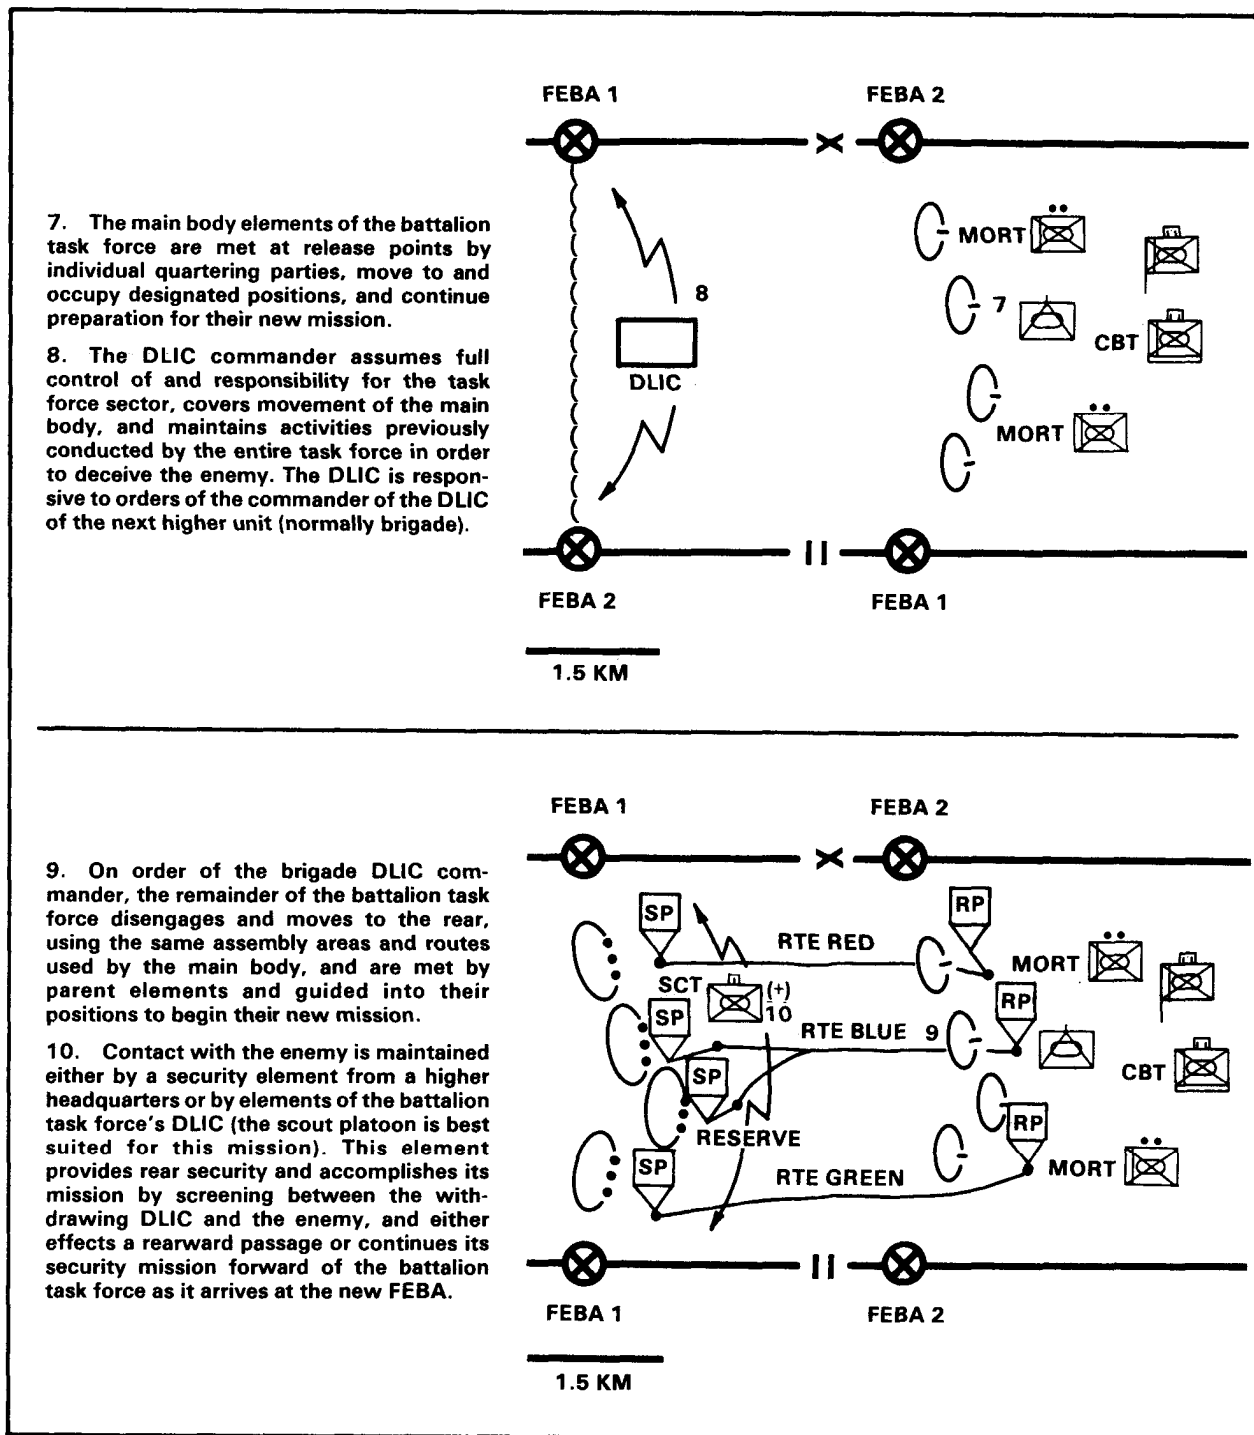 FEBA 1
FEBA 2
7. The main body elements of the battalion
task force are met at release points by
individual quartering parties, move to and
occupy designated positions, and continue
preparation for their new mission.
8. The DLIC commander assumes full
control of and responsibility for the task
force sector, covers movement of the main
body, and maintains activities previously
conducted by the entire task force in order
to deceive the enemy. The DLIC is respon-
sive to orders of the commander of the DLIC
of the next higher unit (normally brigade).
MORT
8
7
CBT
DLIC
MORT
FEBA 2
FEBA 1
1.5 KM
FEBA 1
FEBA 2
9. On order of the brigade DLIC com-
mander, the remainder of the battalion task
force disengages and moves to the rear,
using the same assembly areas and routes
used by the main body, and are met by
parent elements and guided into their
positions to begin their new mission.
10. Contact with the enemy is maintained
either by a security element from a higher
headquarters or by elements of the battalion
task force's DLIC (the scout platoon is best
suited for this mission). This element
provides rear security and accomplishes its
mission by screening between the with-
drawing DLIC and the enemy, and either
effects a rearward passage or continues its
security mission forward of the battalion
task force as it arrives at the new FEBA.
SP
RP
RTE RED
MORT
SCT
(+)
10
SP
RP
RTE BLUE 9
CBT
SP
RESERVE
RP
SP
RTE GREEN
MORT
FEBA 1
FEBA 2
1.5 KM